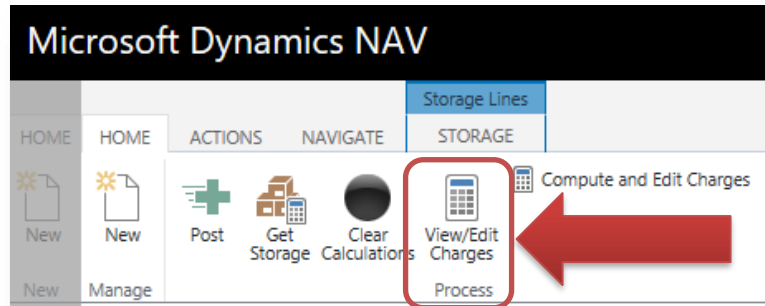 Microsoft Dynamics NAV
Storage Lines
HOME HOME ACTIONS NAVIGATE STORAGE
Compute and Edit Charges
New New Post Get Clear View/Edit
Storage Calculations Charges
New Manage Process